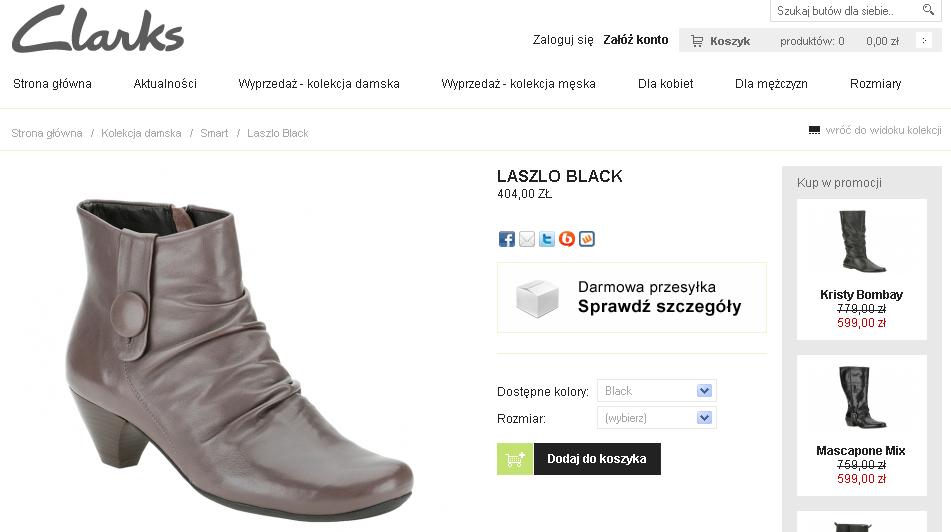 Clarks
Szukaj butów dla siebie..
Zaloguj się Załóż konto Koszyk produktów: 0 0,00 zł
Strona główna Aktualności Wyprzedaż - kolekcja damska Wyprzedaż - kolekcja męska Dla kobiet Dla mężczyzn Rozmiary
Strona główna / Kolekcja damska / Smart / Laszlo Black
wróć do widoku kolekcji
LASZLO BLACK
404,00 ZŁ
Darmowa przesyłka
Sprawdź szczegóły
Dostępne kolory: Black
Rozmiar: (wybierz)
Dodaj do koszyka
Kup w promocji
Kristy Bombay
779,00 zł
599,00 zł
Mascapone Mix
759,00 zł
599,00 zł